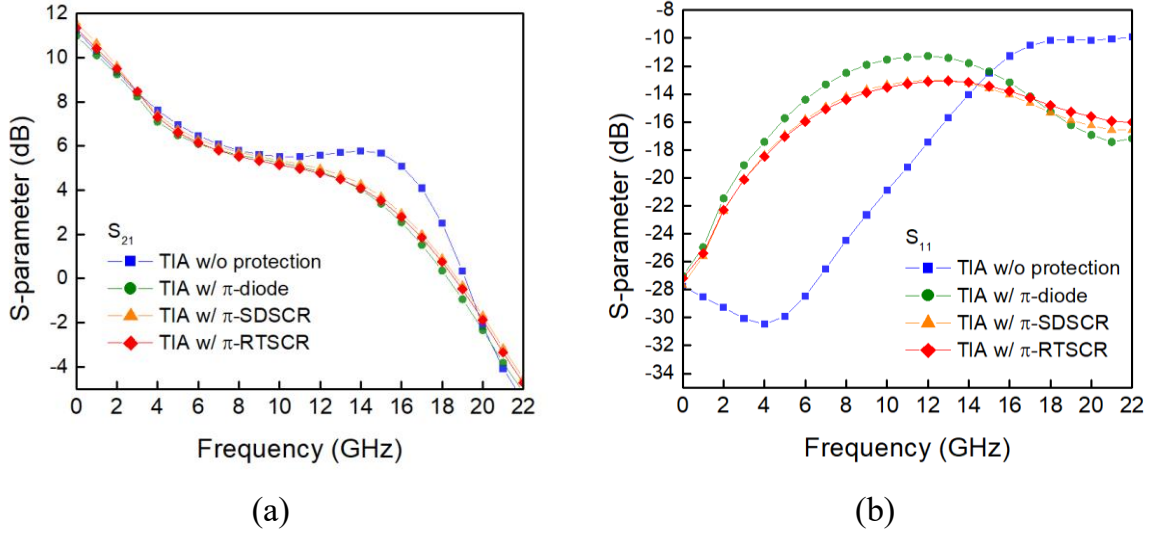 12
10
8
6
4
2
0
-2
-4
S-parameter (dB)
S21
TIA w/o protection
TIA w/ π-diode
TIA w/ π-SDSCR
TIA w/ π-RTSCR
0 2 4 6 8 10 12 14 16 18 20 22
Frequency (GHz)
(a)
-8
-10
-12
-14
-16
-18
-20
-22
-24
-26
-28
-30
-32
-34
S-parameter (dB)
S11
TIA w/o protection
TIA w/ π-diode
TIA w/ π-SDSCR
TIA w/ π-RTSCR
0 2 4 6 8 10 12 14 16 18 20 22
Frequency (GHz)
(b)